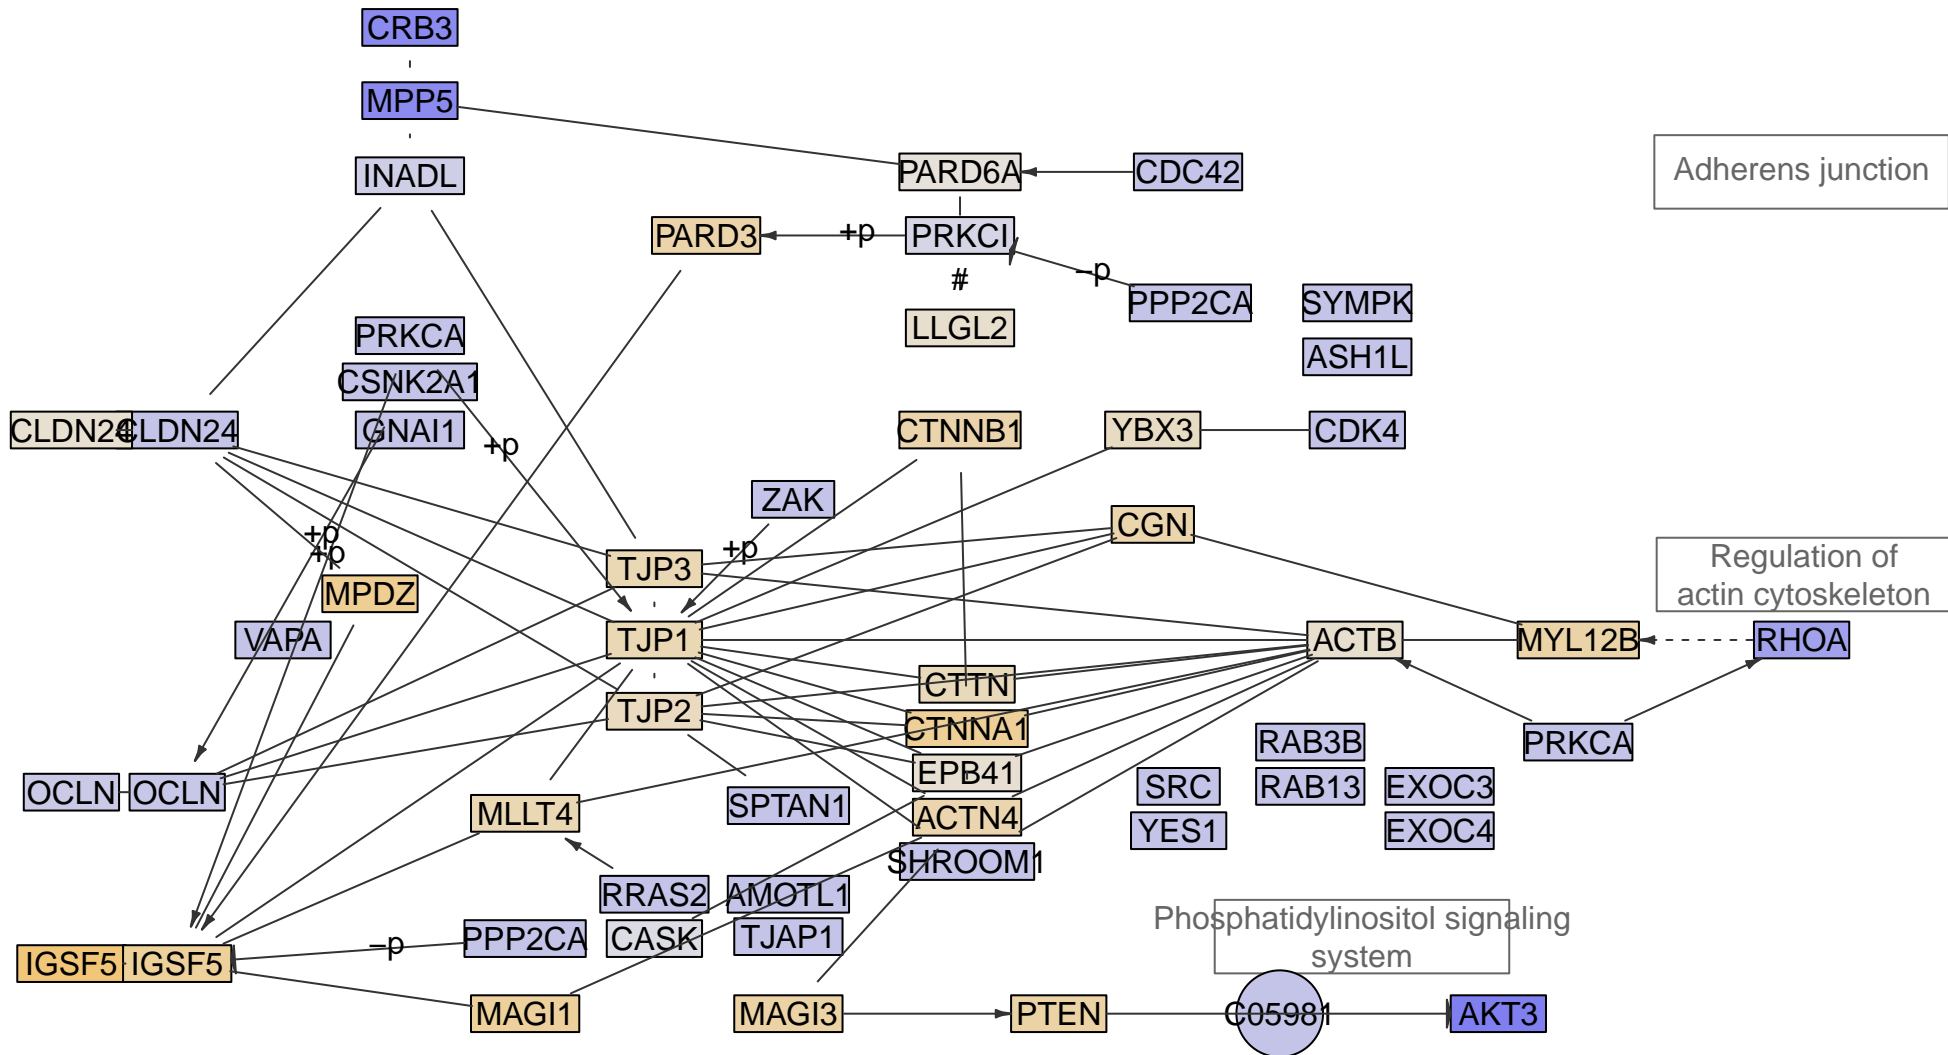 CRB3
MPP5
INADL
PARD6A
CDC42
Adherens junction
PARD3
+p
PRKCI
–p
#
PPP2CA
SYMPK
LLGL2
PRKCA
ASH1L
CSNK2A1
CLDN24
CLDN24
GNAI1
+p
CTNNB1
YBX3
CDK4
ZAK
CGN
+p
+p
+p
TJP3
Regulation of
actin cytoskeleton
MPDZ
VAPA
TJP1
ACTB
MYL12B
RHOA
CTTN
TJP2
CTNNA1
RAB3B
PRKCA
EPB41
OCLN
OCLN
SRC
RAB13
EXOC3
MLLT4
SPTAN1
ACTN4
YES1
EXOC4
SHROOM1
RRAS2
AMOTL1
Phosphatidylinositol signaling
system
PPP2CA
CASK
TJAP1
–p
IGSF5
IGSF5
MAGI1
MAGI3
PTEN
C05981
AKT3